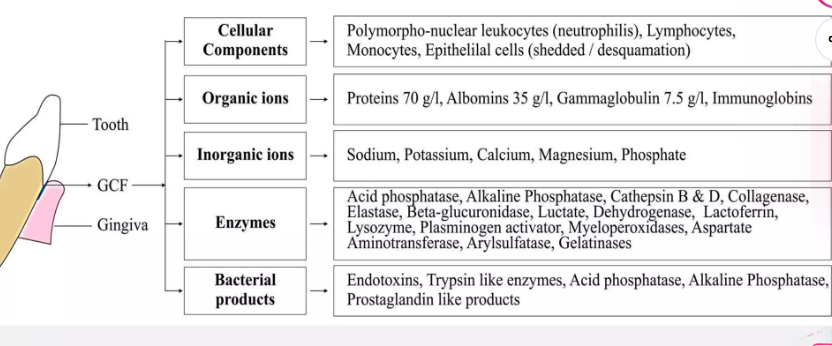 Tooth
GCF
Gingiva
Cellular
Components
Polymorpho-nuclear leukocytes (neutrophilis), Lymphocytes,
Monocytes, Epithelilal cells (shedded / desquamation)
Organic ions
Proteins 70 g/l, Albomins 35 g/l, Gammaglobulin 7.5 g/l, Immunoglobins
Inorganic ions
Sodium, Potassium, Calcium, Magnesium, Phosphate
Enzymes
Acid phosphatase, Alkaline Phosphatase, Cathepsin B & D, Collagenase,
Elastase, Beta-glucuronidase, Luctate, Dehydrogenase, Lactoferrin,
Lysozyme, Plasminogen activator, Myeloperoxidases, Aspartate
Aminotransferase, Arylsulfatase, Gelatinases
Bacterial
products
Endotoxins, Trypsin like enzymes, Acid phosphatase, Alkaline Phosphatase,
Prostaglandin like products